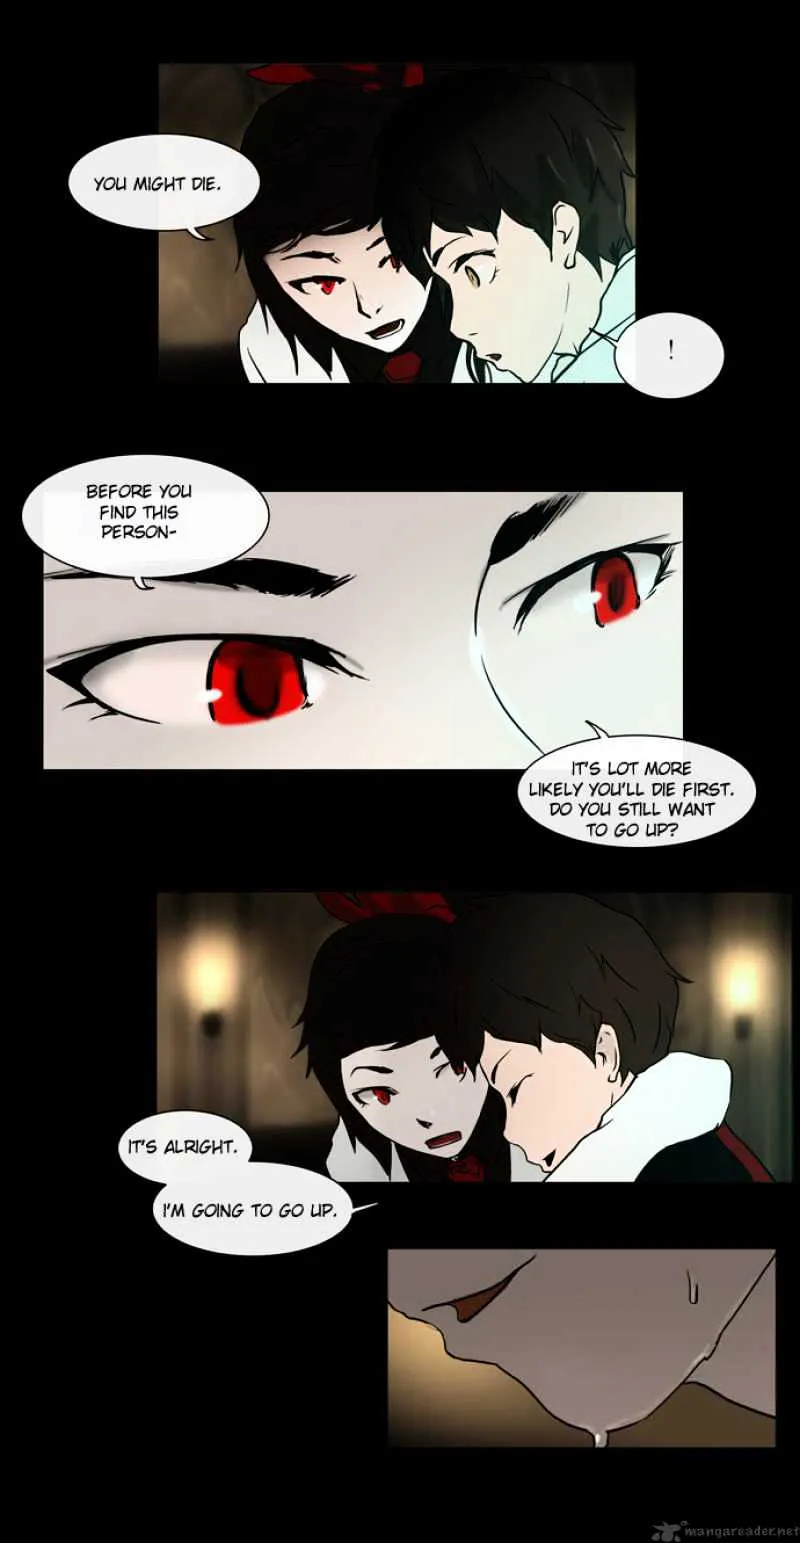 YOU MIGHT DIE.
!
BEFORE YOU
FIND THIS
PERSON-
IT'S LOT MORE
LIKELY YOU'LL DIE FIRST.
DO YOU STILL WANT
TO GO UP?
IT'S ALRIGHT.
I'M GOING TO GO UP.
mangareader.net